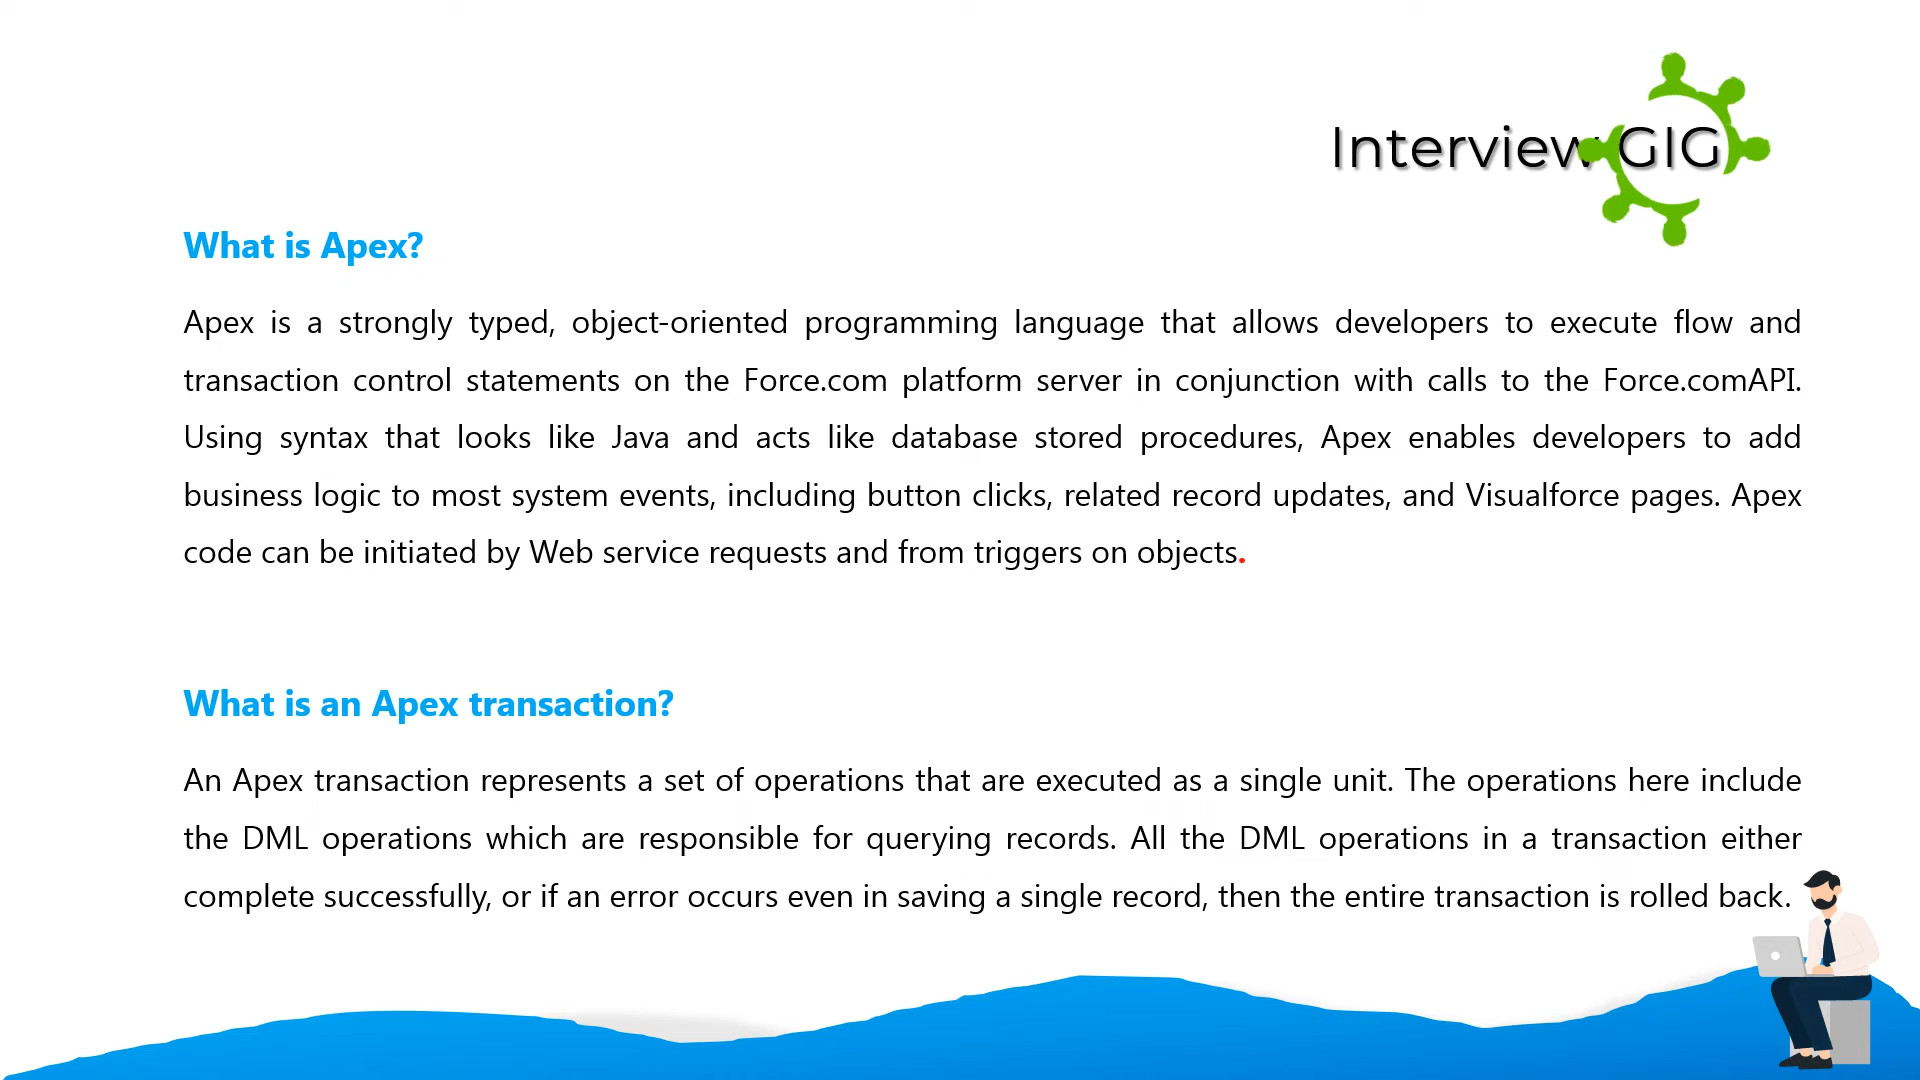 Interview GIG
What is Apex?
Apex is a strongly typed, object-oriented programming language that allows developers to execute flow and
transaction control statements on the Force.com platform server in conjunction with calls to the Force.comAPI.
Using syntax that looks like Java and acts like database stored procedures, Apex enables developers to add
business logic to most system events, including button clicks, related record updates, and Visualforce pages. Apex
code can be initiated by Web service requests and from triggers on objects.
What is an Apex transaction?
An Apex transaction represents a set of operations that are executed as a single unit. The operations here include
the DML operations which are responsible for querying records. All the DML operations in a transaction either
complete successfully, or if an error occurs even in saving a single record, then the entire transaction is rolled back.